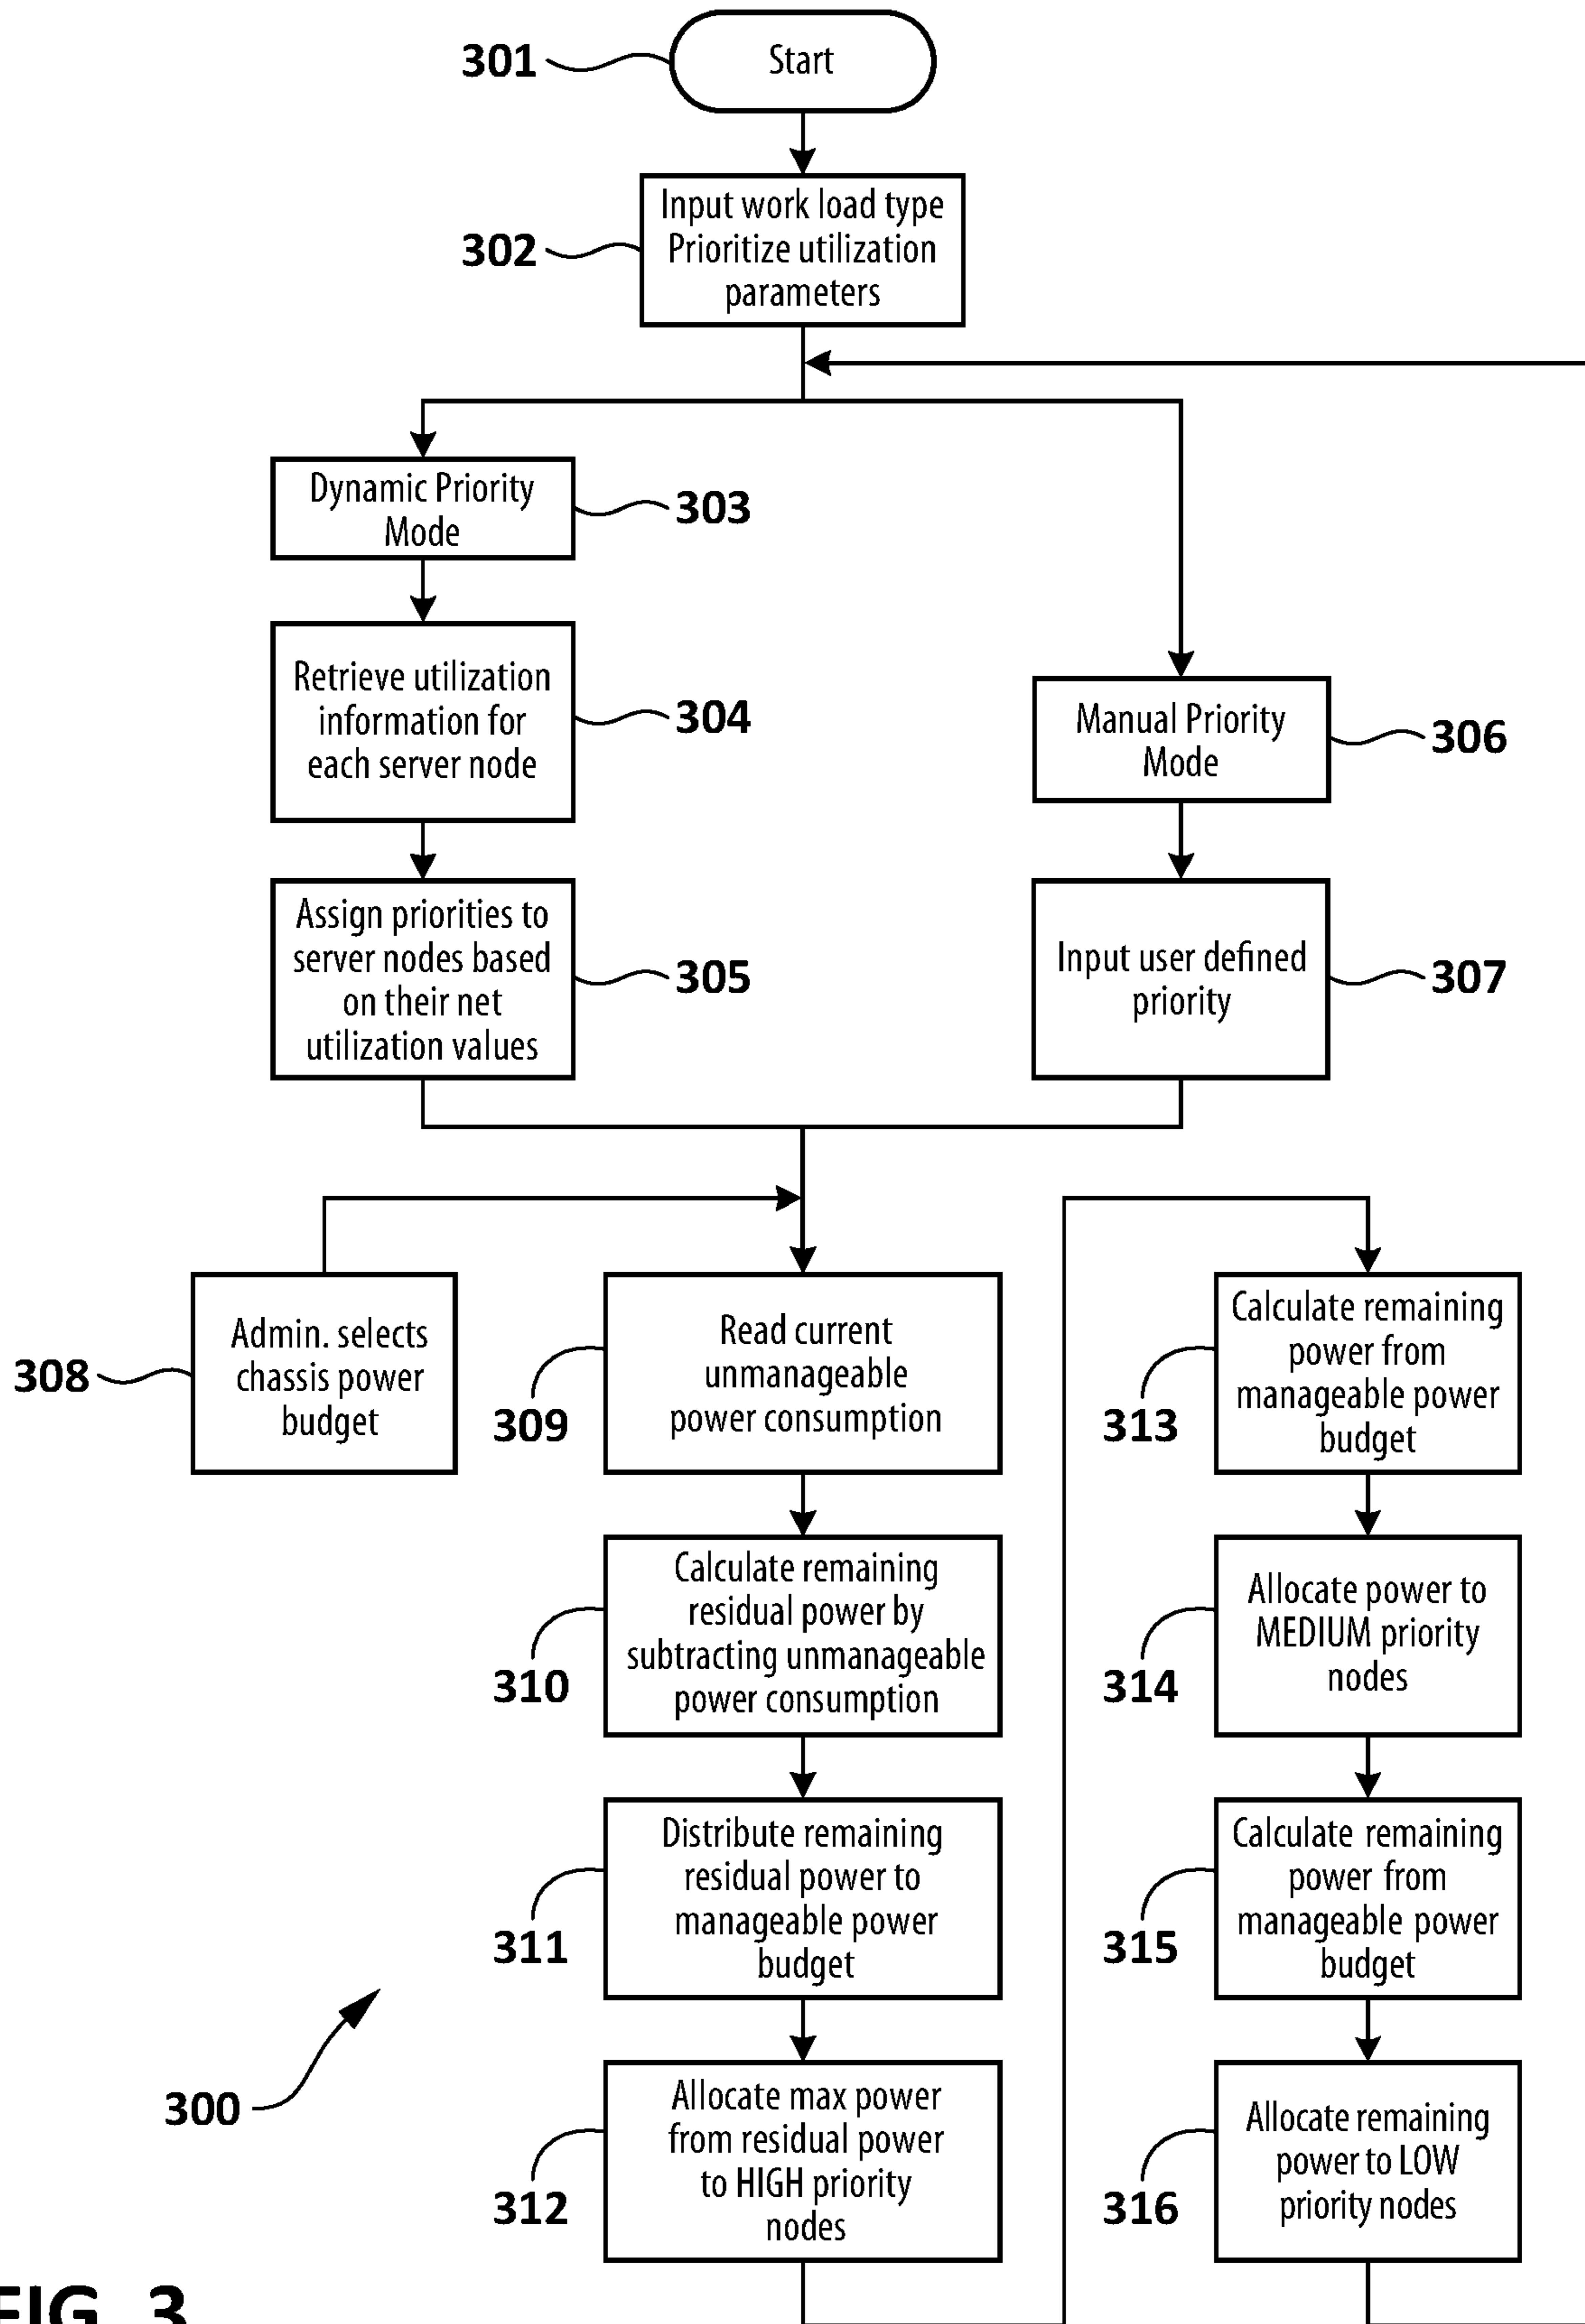 301
Start
302
Input work load type
Prioritize utilization
parameters
Dynamic Priority
Mode
303
Retrieve utilization
information for
each server node
304
Manual Priority
Mode
306
Assign priorities to
server nodes based
on their net
utilization values
305
Input user defined
priority
307
308
Admin. selects
chassis power
budget
309
Read current
unmanageable
power consumption
310
Calculate remaining
residual power by
subtracting unmanageable
power consumption
311
Distribute remaining
residual power to
manageable power
budget
312
Allocate max power
from residual power
to HIGH priority
nodes
313
Calculate remaining
power from
manageable power
budget
314
Allocate power to
MEDIUM priority
nodes
315
Calculate remaining
power from
manageable power
budget
316
Allocate remaining
power to LOW
priority nodes
300
FIG. 3